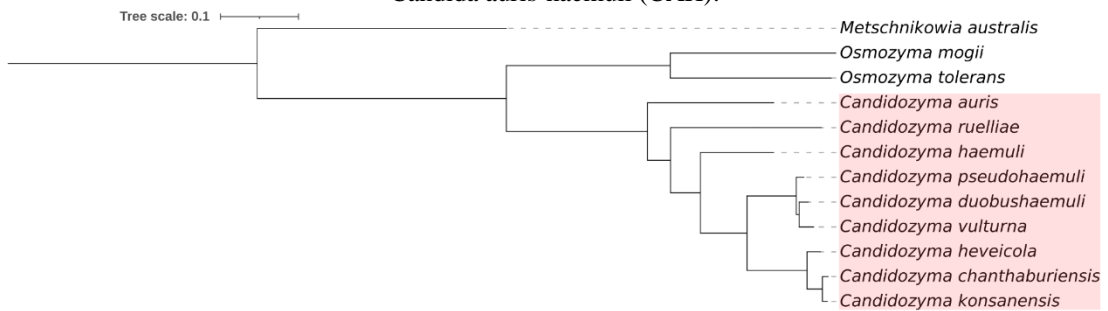 Candida auris-haemuli (CAH).
Tree scale: 0.1
Metschnikowia australis
Osmozyma mogii
Osmozyma tolerans
Candidozyma auris
Candidozyma ruelliae
Candidozyma haemuli
Candidozyma pseudohaemuli
Candidozyma duobushaemuli
Candidozyma vulturna
Candidozyma heveicola
Candidozyma chanthaburiensis
Candidozyma konsanensis